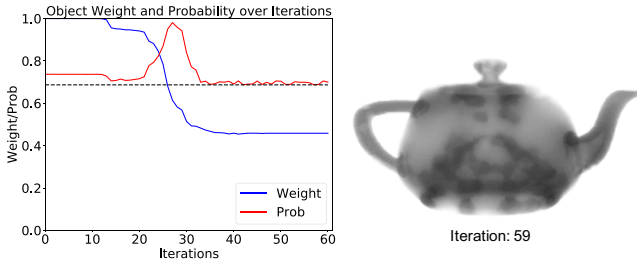 Object Weight and Probability over Iterations
1.0
0.8
0.6
0.4
0.2
0.0
Weight/Prob
0
10
20
30
40
50
60
Iterations
Weight
Prob
Iteration: 59